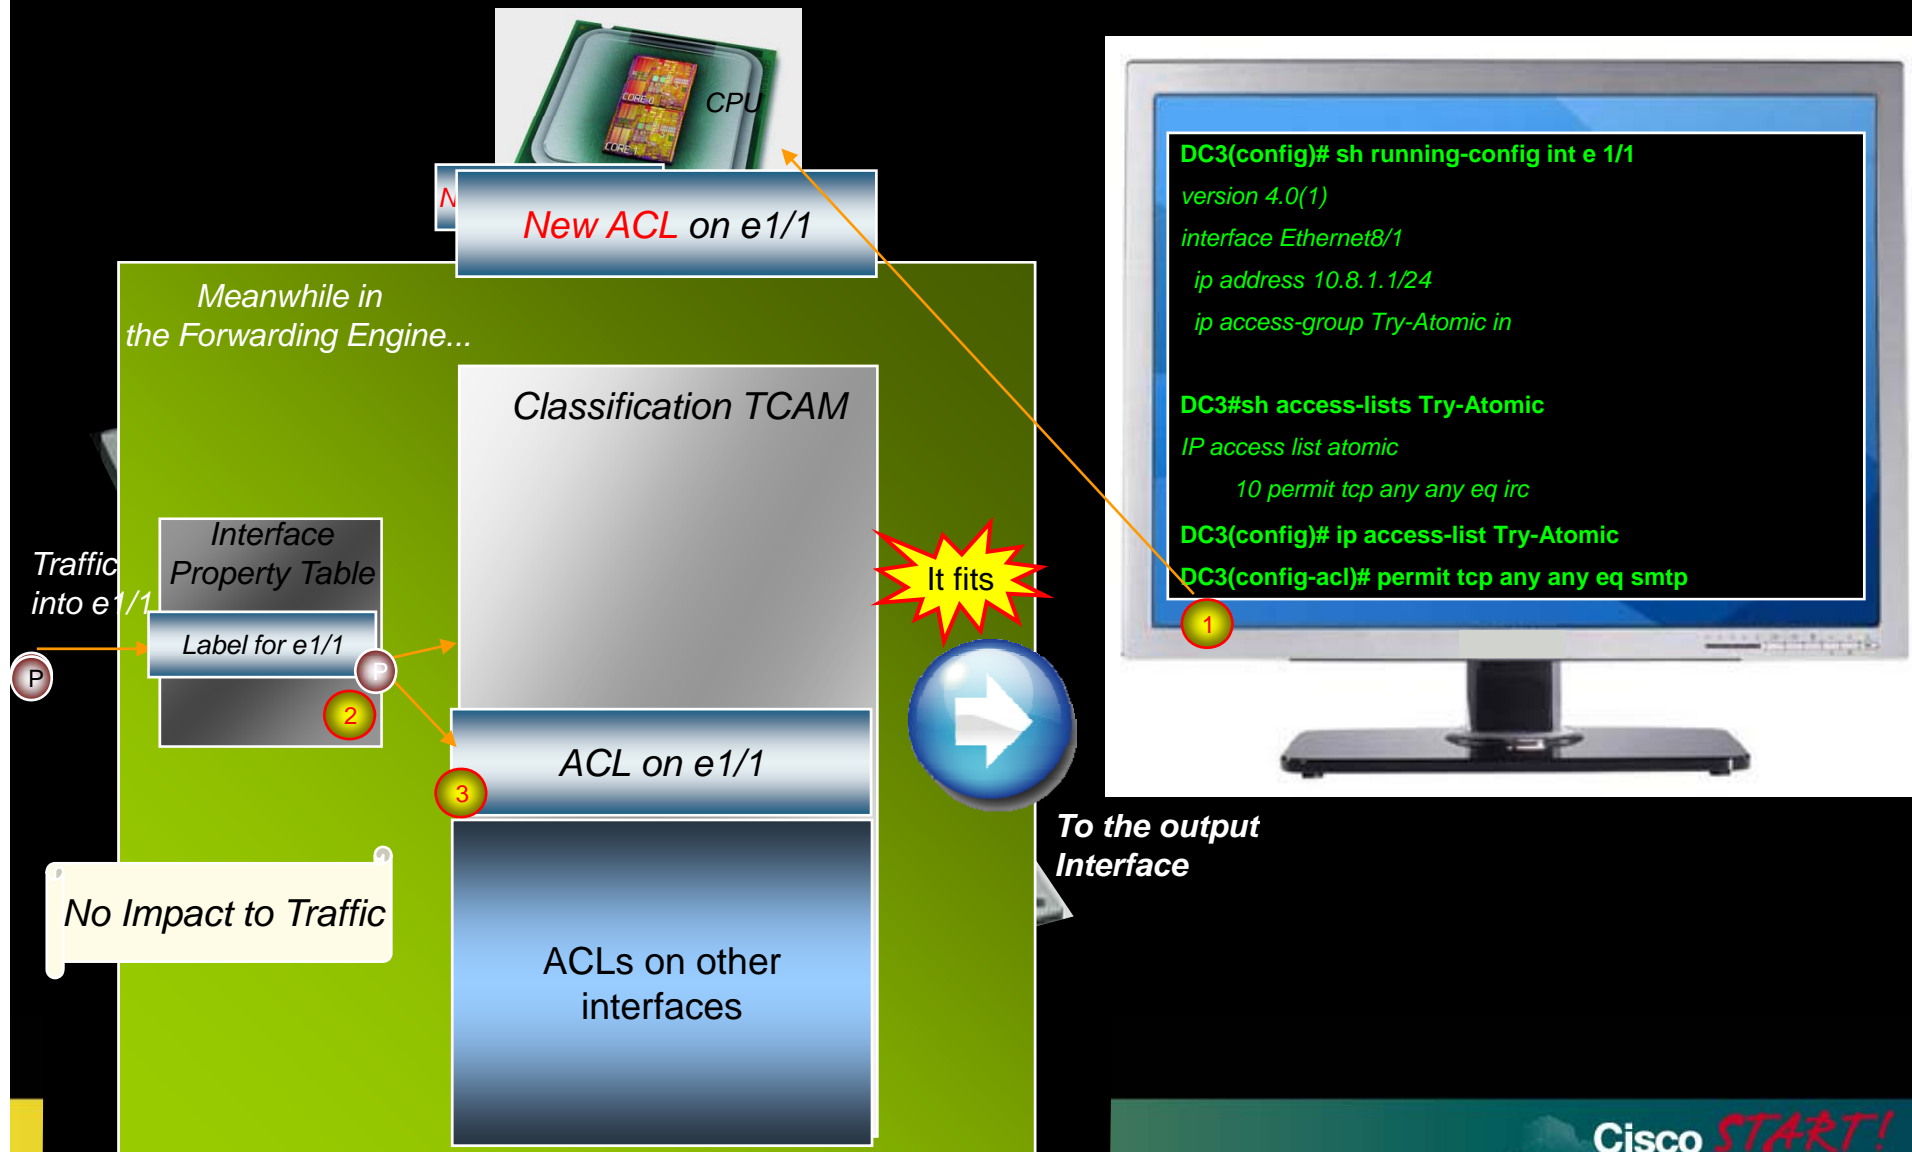 CORE 0
CORE 1
CPU
N
New ACL on e1/1
Meanwhile in
the Forwarding Engine...
Classification TCAM
Interface
Property Table
Traffic
into e1/1
Label for e1/1
P
P
2
ACL on e1/1
3
It fits
No Impact to Traffic
ACLs on other
interfaces
To the output
Interface
DC3(config)# sh running-config int e 1/1
version 4.0(1)
interface Ethernet8/1
ip address 10.8.1.1/24
ip access-group Try-Atomic in
DC3#sh access-lists Try-Atomic
IP access list atomic
10 permit tcp any any eq irc
DC3(config)# ip access-list Try-Atomic
DC3(config-acl)# permit tcp any any eq smtp
1
Cisco START!